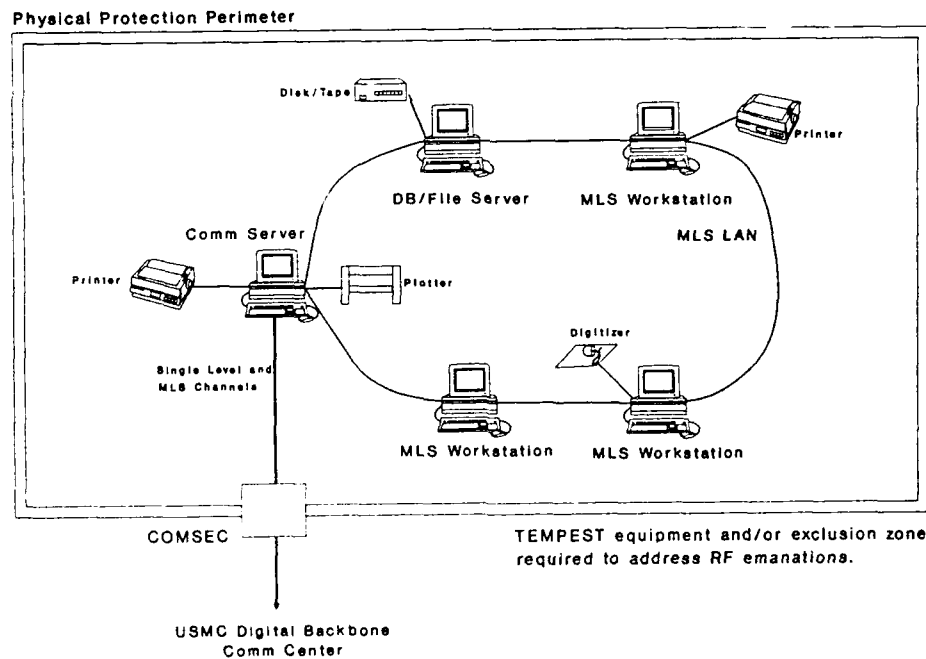 Physical Protection Perimeter
Disk/Tape
Printer
DB/File Server
MLS Workstation
Comm Server
MLS LAN
Printer
Plotter
Digitizer
Single Level and
MLS Channels
MLS Workstation
MLS Workstation
COMSEC
TEMPEST equipment and/or exclusion zone
required to address RF emanations.
USMC Digital Backbone
Comm Center